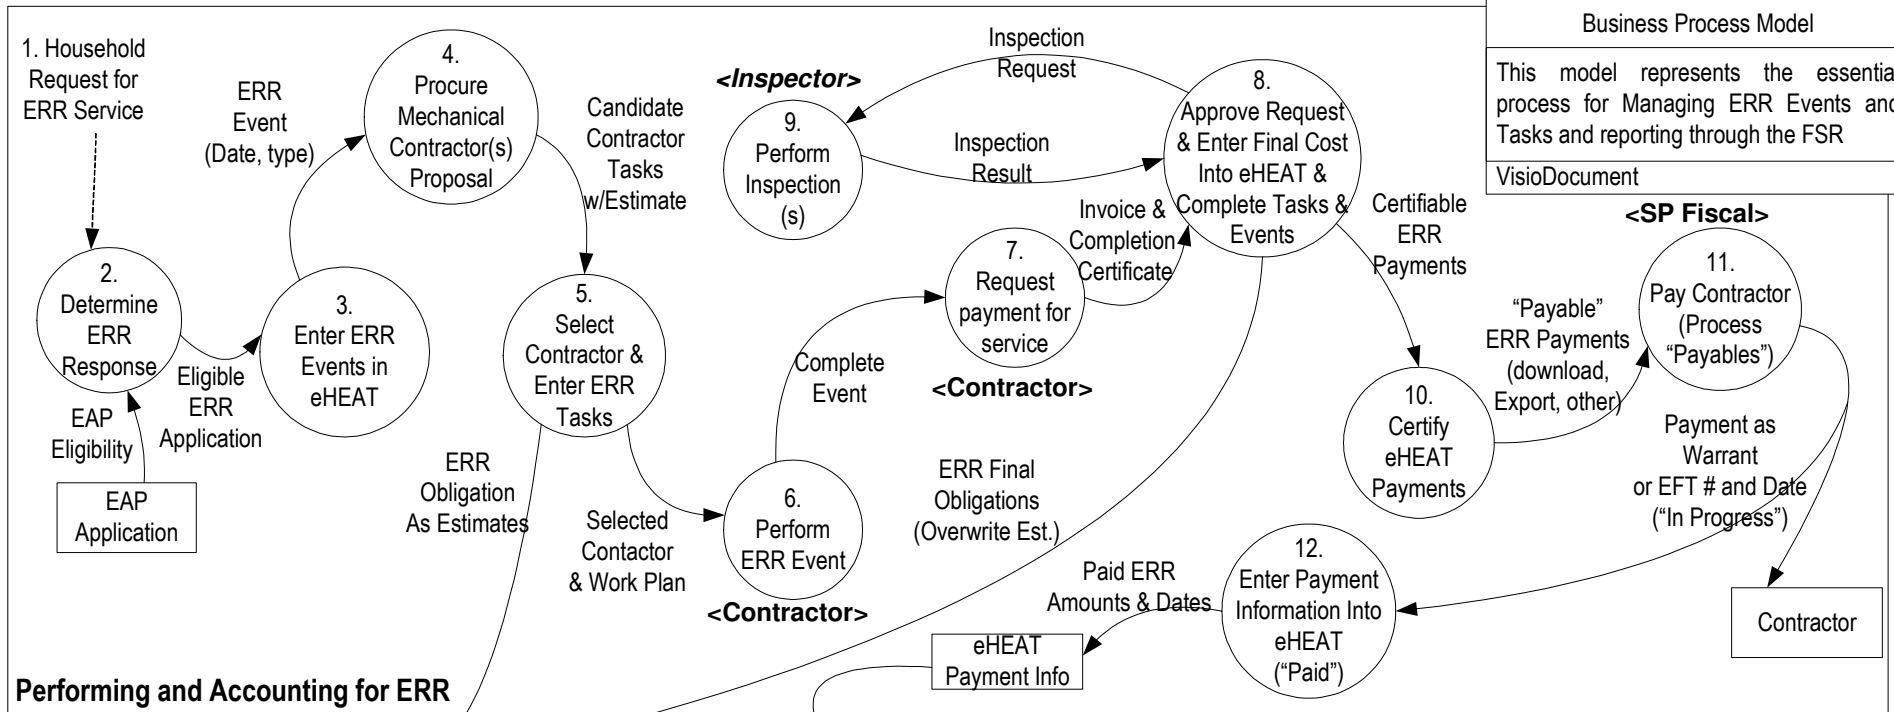 Business Process Model
This model represents the essentia
process for Managing ERR Events and
Tasks and reporting through the FSR
VisioDocument
1. Household
Request for
ERR Service
2.
Determine
ERR
Response
EAP
Eligibility
EAP
Application
Eligible
ERR
Application
3.
Enter ERR
Events in
eHEAT
ERR
Event
(Date, type)
4.
Procure
Mechanical
Contractor(s)
Proposal
Candidate
Contractor
Tasks
w/Estimate
5.
Select
Contractor &
Enter ERR
Tasks
ERR
Obligation
As Estimates
Selected
Contactor
& Work Plan
6.
Perform
ERR Event
<Contractor>
Complete
Event
7.
Request
payment for
service
<Contractor>
Invoice &
Completion
Certificate
8.
Approve Request
& Enter Final Cost
Into eHEAT &
Complete Tasks &
Events
Inspection
Request
<Inspector>
9.
Perform
Inspection
(s)
Inspection
Result
ERR Final
Obligations
(Overwrite Est.)
Certifiable
ERR
Payments
10.
Certify
eHEAT
Payments
“Payable”
ERR Payments
(download,
Export, other)
<SP Fiscal>
11.
Pay Contractor
(Process
“Payables”)
Payment as
Warrant
or EFT # and Date
(“In Progress”)
Contractor
12.
Enter Payment
Information Into
eHEAT
(“Paid”)
Paid ERR
Amounts & Dates
eHEAT
Payment Info
Performing and Accounting for ERR